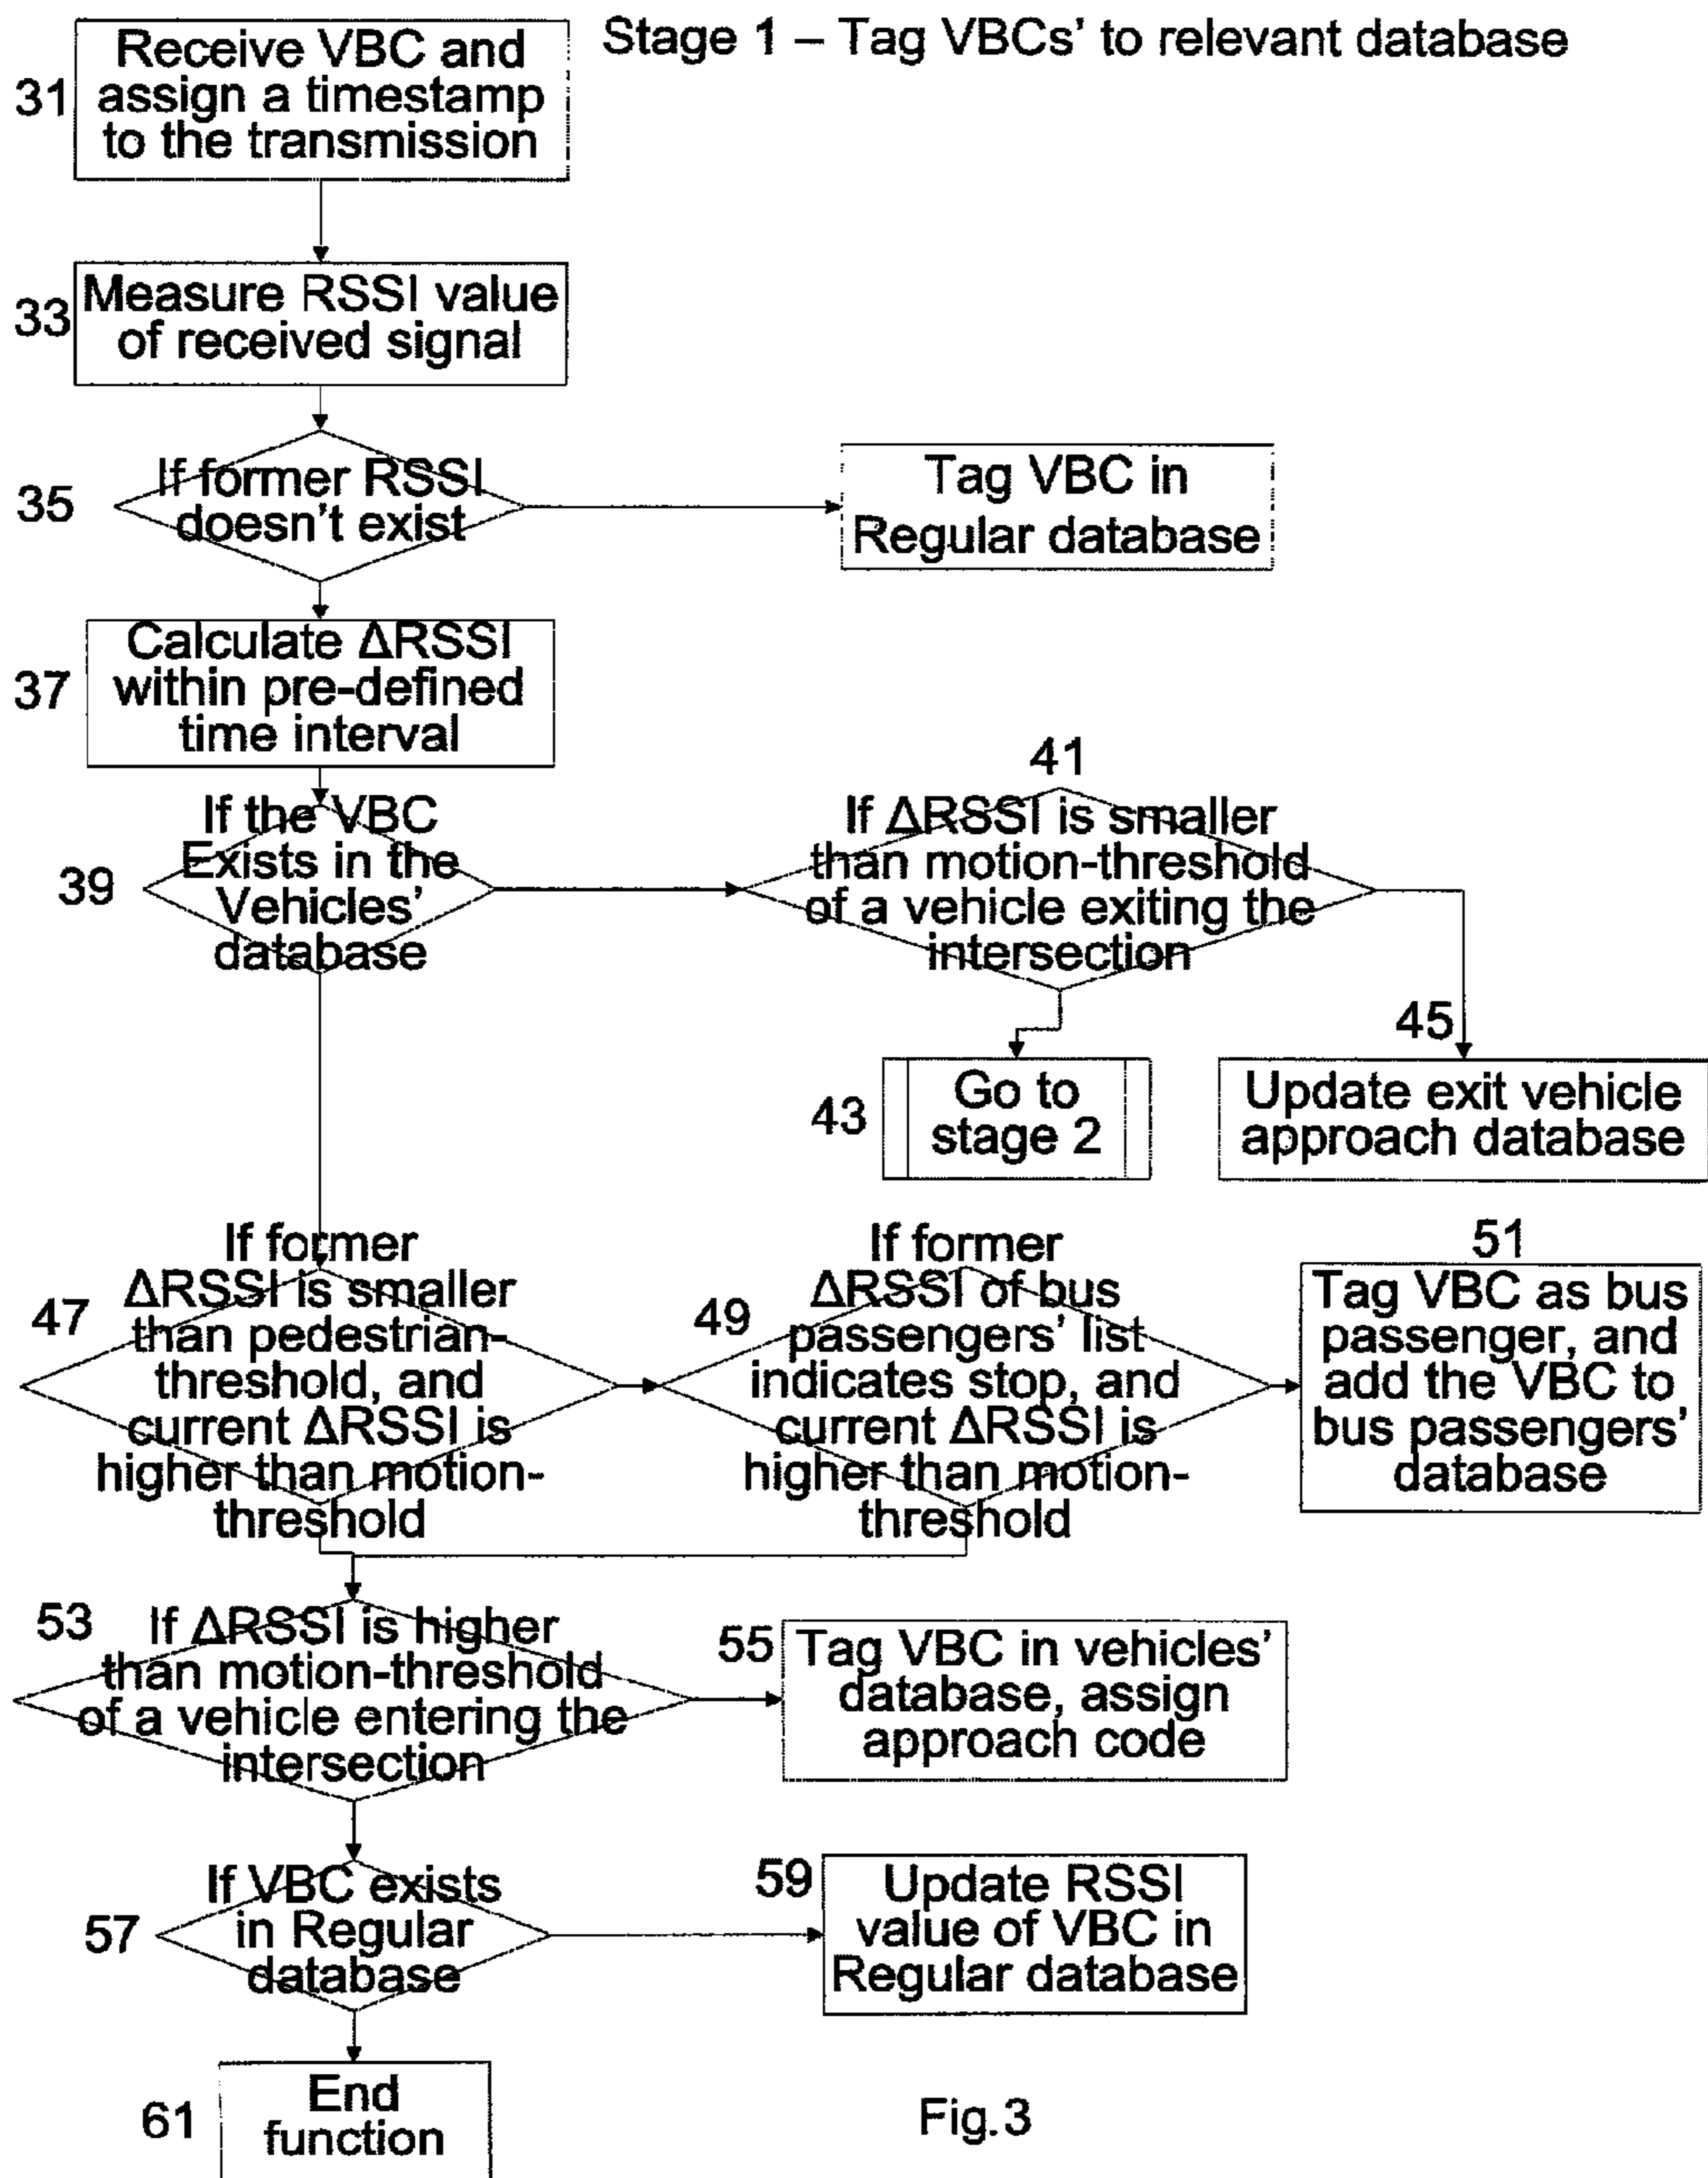 Stage 1 – Tag VBCs' to relevant database
31
Receive VBC and
assign a timestamp
to the transmission
33
Measure RSSI value
of received signal
35
If former RSSI
doesn't exist
Tag VBC in
Regular database
37
Calculate ΔRSSI
within pre-defined
time interval
39
If the VBC
Exists in the
Vehicles'
database
41
If ΔRSSI is smaller
than motion-threshold
of a vehicle exiting the
intersection
43
Go to
stage 2
45
Update exit vehicle
approach database
47
If former
ΔRSSI is smaller
than pedestrian-
threshold, and
current ΔRSSI is
higher than motion-
threshold
49
If former
ΔRSSI of bus
passengers' list
indicates stop, and
current ΔRSSI is
higher than motion-
threshold
51
Tag VBC as bus
passenger, and
add the VBC to
bus passengers'
database
53
If ΔRSSI is higher
than motion-threshold
of a vehicle entering the
intersection
55
Tag VBC in vehicles'
database, assign
approach code
57
If VBC exists
in Regular
database
59
Update RSSI
value of VBC in
Regular database
61
End
function
Fig.3